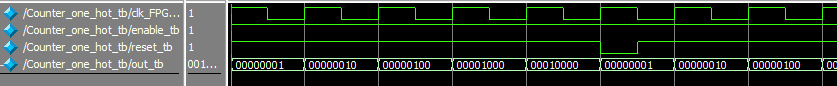 /Counter_one_hot_tb/clk_FPG... 1
/Counter_one_hot_tb/enable_tb 1
/Counter_one_hot_tb/reset_tb 1
/Counter_one_hot_tb/out_tb 001... 00000001 00000010 00000100 00001000 00010000 00000001 00000010 00000100